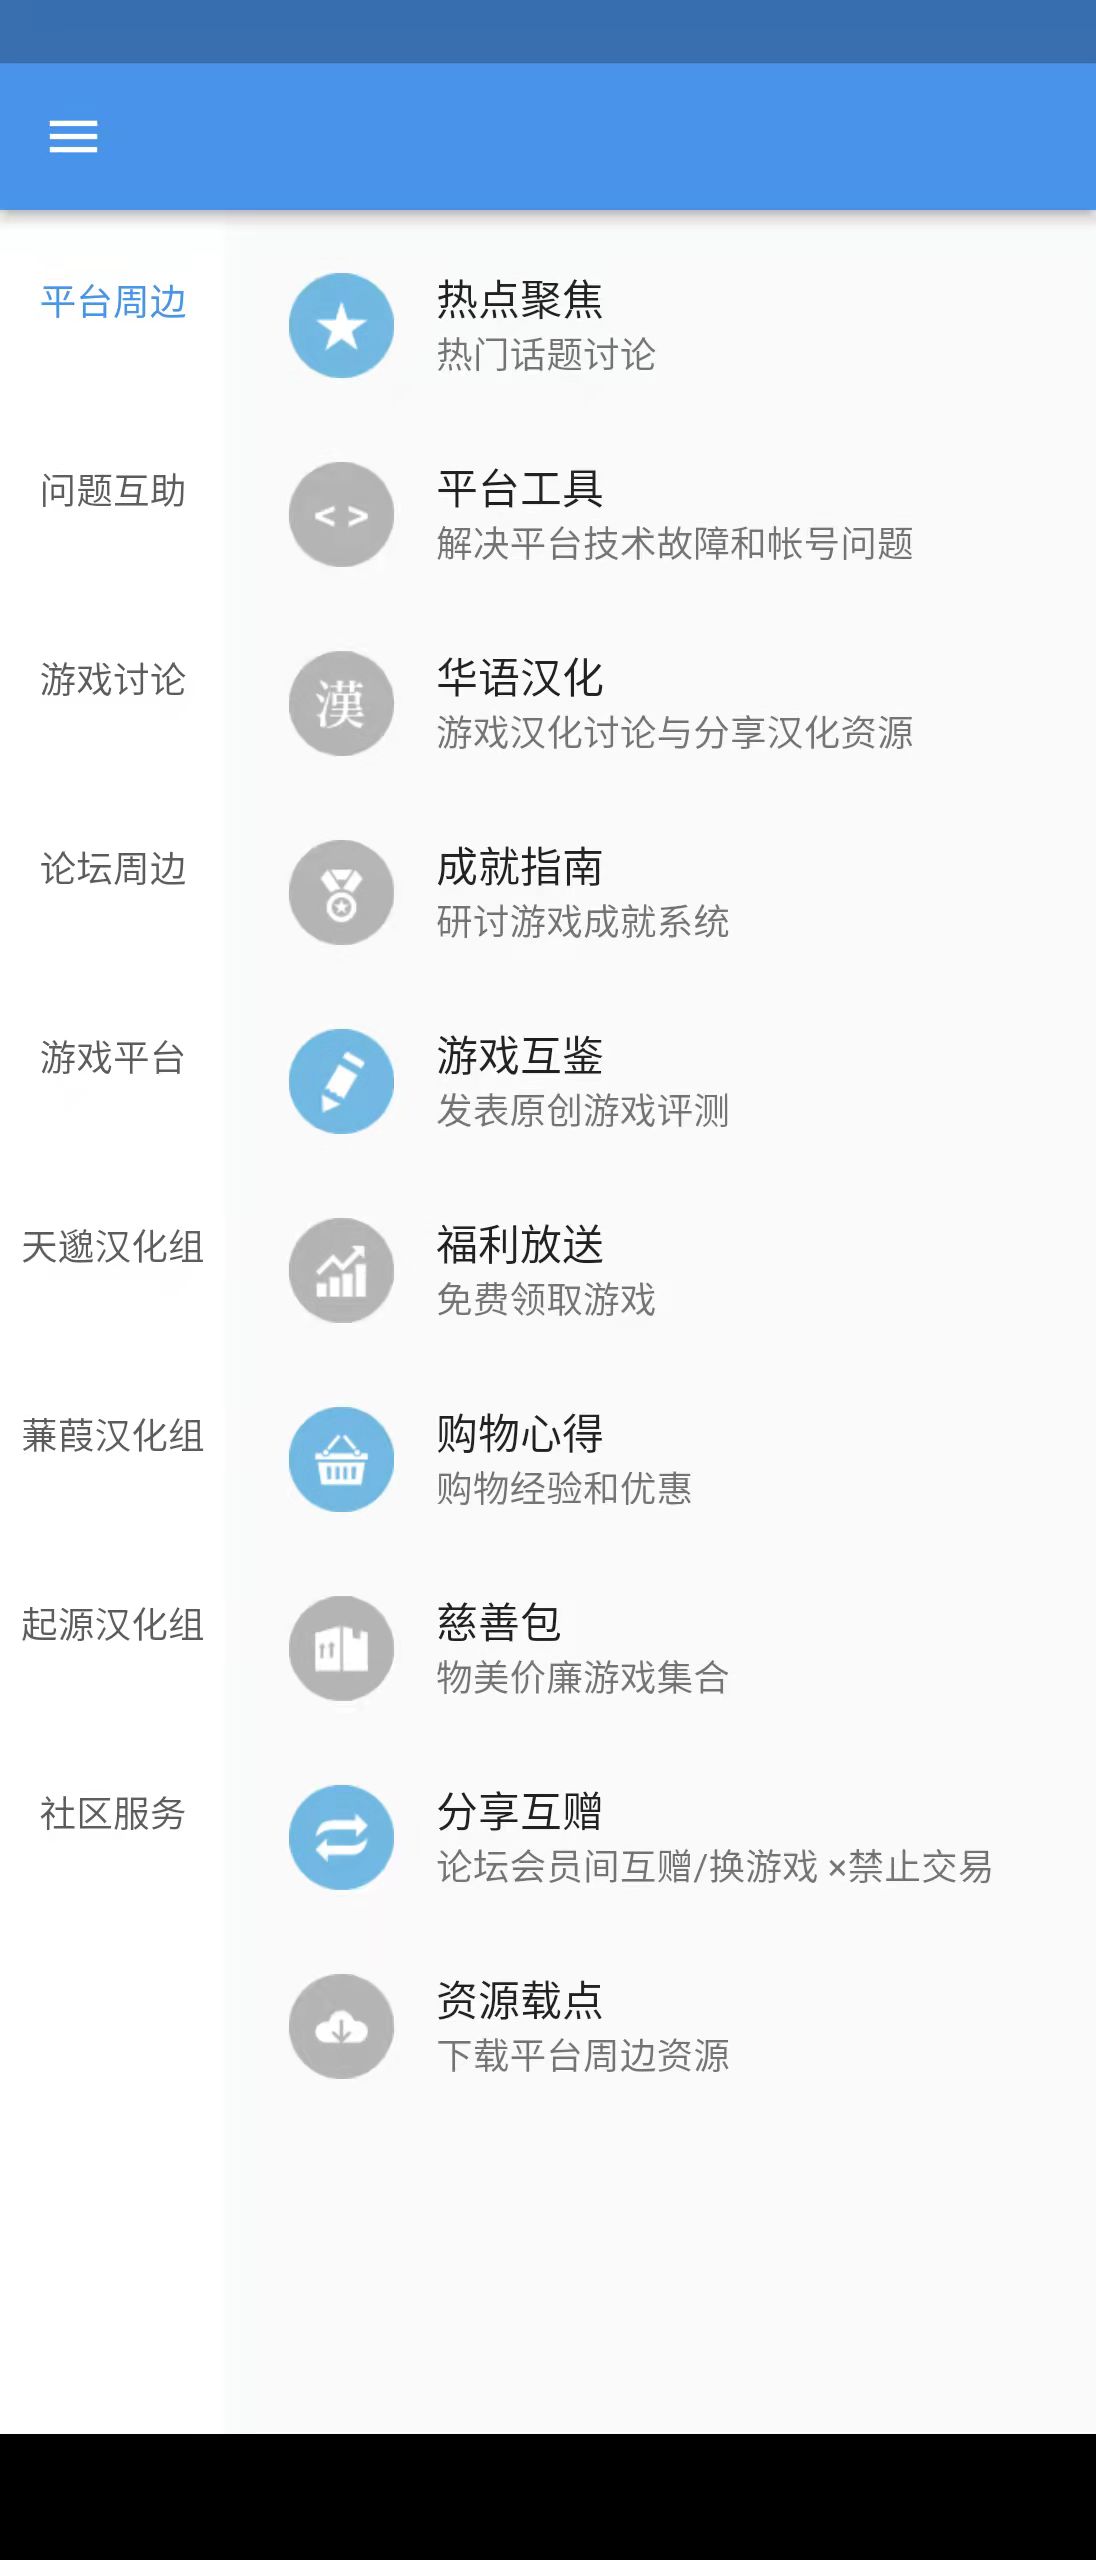 平台周边
问题互助
游戏讨论
论坛周边
游戏平台
天邈汉化组
蒹葭汉化组
起源汉化组
社区服务
热点聚焦
热门话题讨论
平台工具
解决平台技术故障和帐号问题
漢
华语汉化
游戏汉化讨论与分享汉化资源
成就指南
研讨游戏成就系统
游戏互鉴
发表原创游戏评测
福利放送
免费领取游戏
购物心得
购物经验和优惠
慈善包
物美价廉游戏集合
分享互赠
论坛会员间互赠/换游戏 ×禁止交易
资源载点
下载平台周边资源